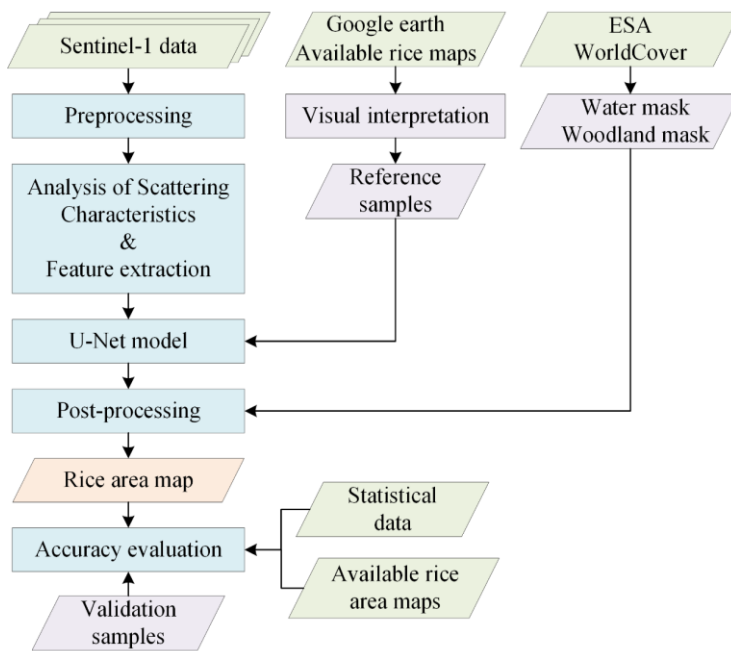 Sentinel-1 data
Google earth
Available rice maps
ESA
WorldCover
Preprocessing
Visual interpretation
Water mask
Woodland mask
Analysis of Scattering
Characteristics
&
Feature extraction
Reference
samples
U-Net model
Post-processing
Rice area map
Statistical
data
Accuracy evaluation
Available rice
area maps
Validation
samples